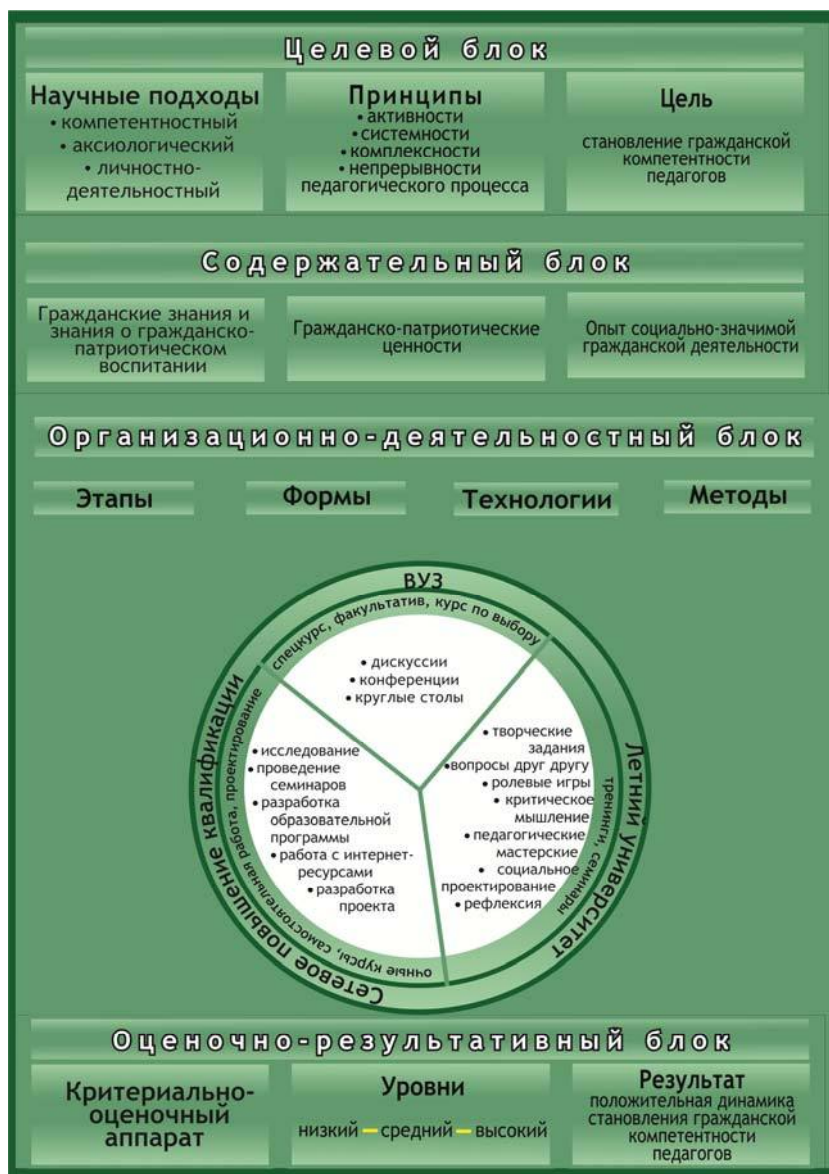 Целевой блок
Научные подходы
• компетентностный
• аксиологический
• личностно-
деятельностный
Принципы
• активности
• системности
• комплексности
• непрерывности
педагогического процесса
Цель
становление гражданской
компетентности
педагогов
Содержательный блок
Гражданские знания и
знания о гражданско-
патриотическом
воспитании
Гражданско-патриотические
ценности
Опыт социально-значимой
гражданской деятельности
Организационно-деятельностный блок
Этапы
Формы
Технологии
Методы
ВУЗ
спецкурс, факультатив, курс по выбору
• дискуссии
• конференции
• круглые столы
Летний университет
тренинги, семинары
• творческие
задания
• вопросы друг другу
• ролевые игры
• критическое
мышление
• педагогические
мастерские
• социальное
проектирование
• рефлексия
Сетевое повышение квалификации
очные курсы, самостоятельная работа, проектирование
• исследование
• проведение
семинаров
• разработка
образовательной
программы
• работа с интернет-
ресурсами
• разработка
проекта
Оценочно-результативный блок
Критериально-
оценочный
аппарат
Уровни
низкий – средний – высокий
Результат
положительная динамика
становления гражданской
компетентности
педагогов